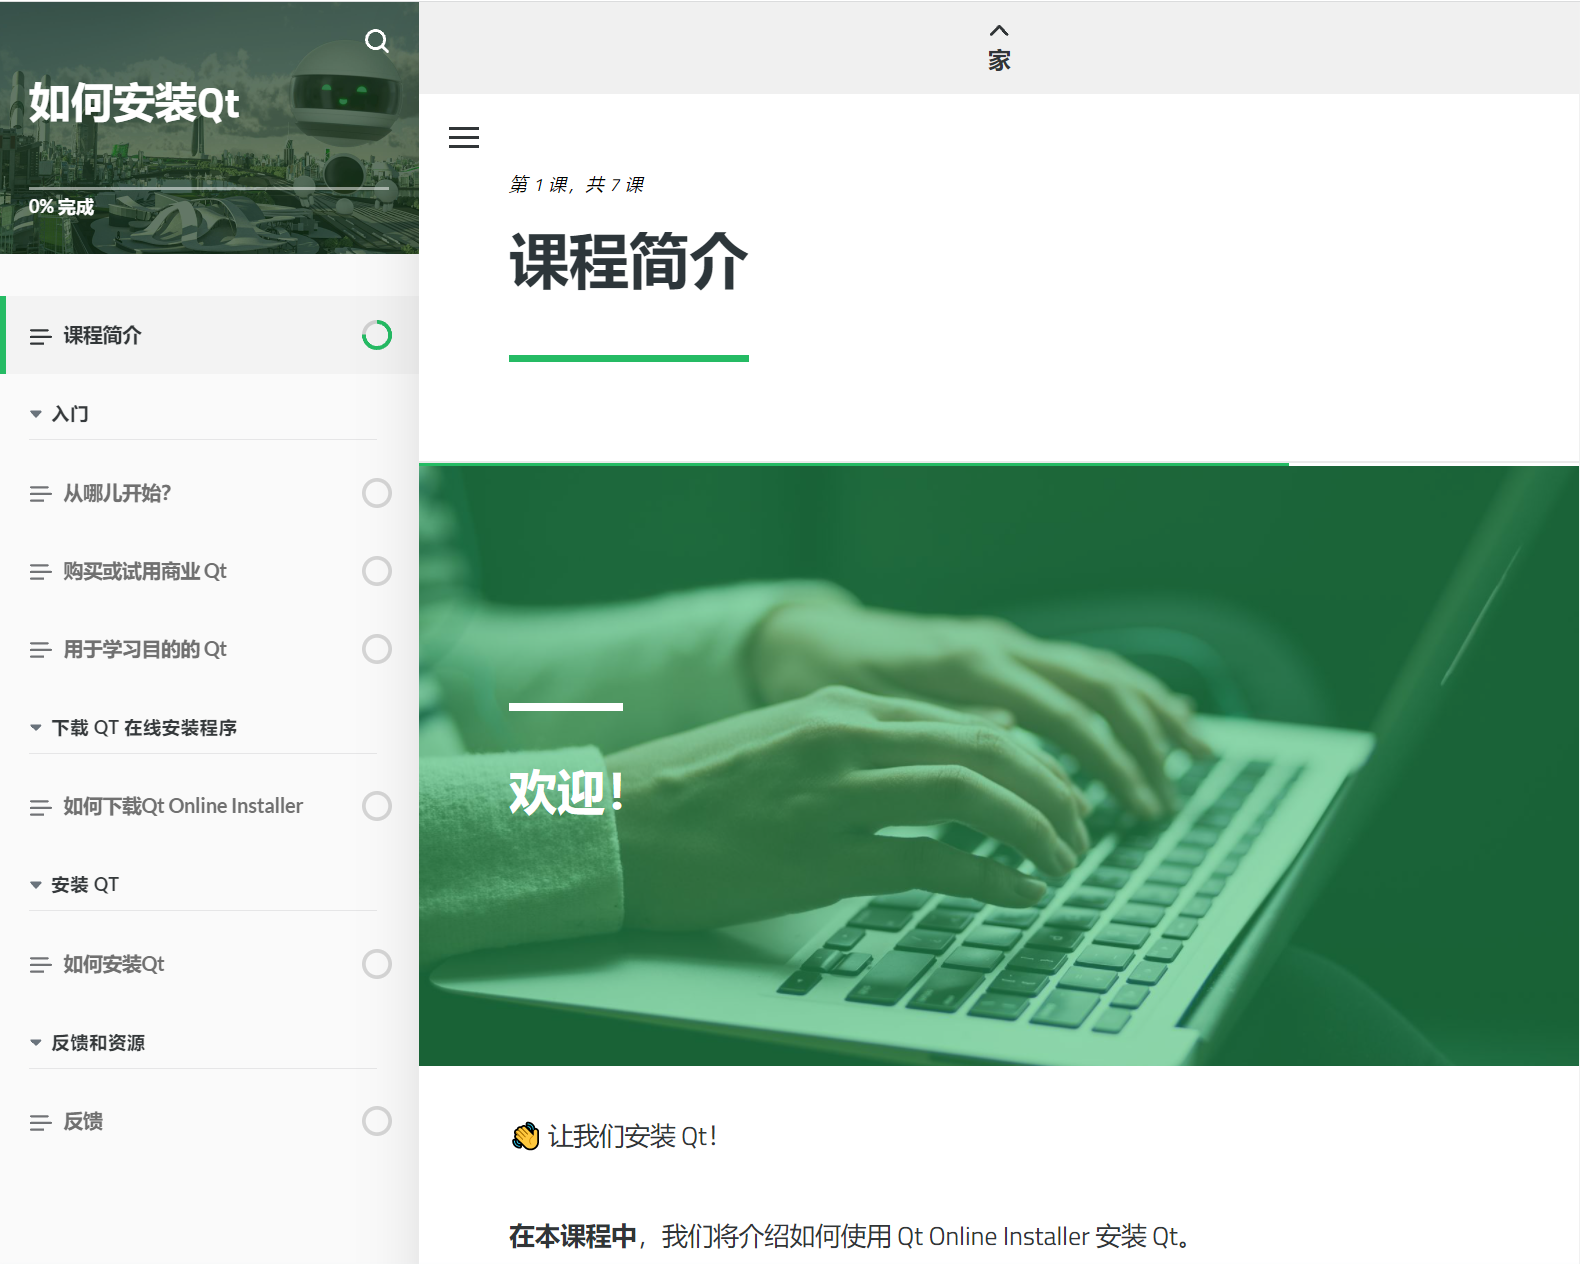 如何安装Qt
0% 完成
课程简介
入门
从哪儿开始?
购买或试用商业 Qt
用于学习目的的 Qt
下载 QT 在线安装程序
如何下载Qt Online Installer
安装 QT
如何安装Qt
反馈和资源
反馈
家
第 1 课，共 7 课
课程简介
欢迎！
👏 让我们安装 Qt！
在本课程中，我们将介绍如何使用 Qt Online Installer 安装 Qt。